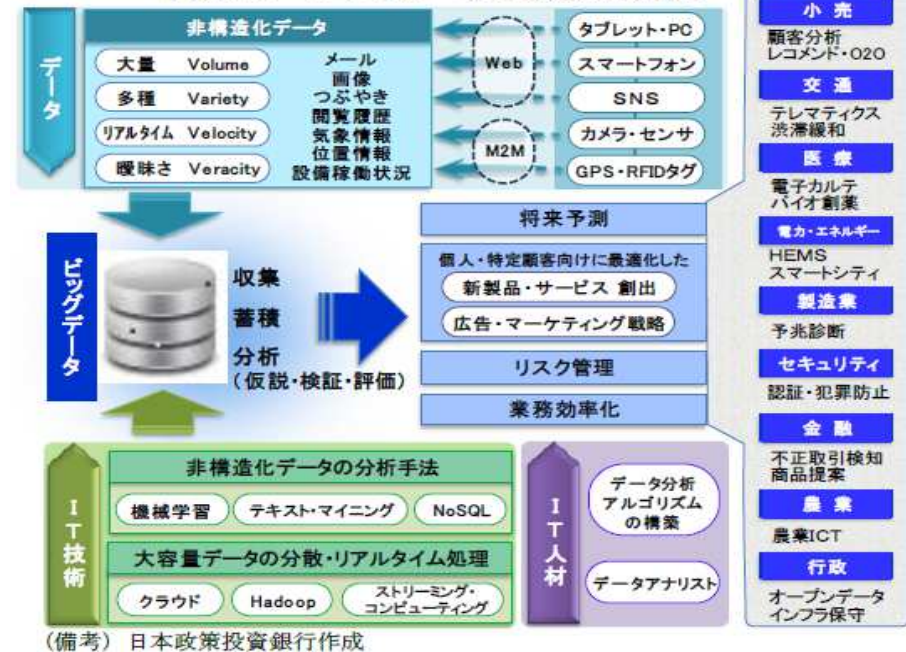 データ
非構造化データ
大量 Volume
多種 Variety
リアルタイム Velocity
曖昧さ Veracity
メール
画像
つぶやき
閲覧履歴
気象情報
位置情報
設備稼働状況
Web
M2M
タブレット・PC
スマートフォン
SNS
カメラ・センサ
GPS・RFIDタグ
ビッグデータ
収集
蓄積
分析
(仮説・検証・評価)
将来予測
個人・特定顧客向けに最適化した
新製品・サービス 創出
広告・マーケティング戦略
リスク管理
業務効率化
IT技術
非構造化データの分析手法
機械学習
テキスト・マイニング
NoSQL
大容量データの分散・リアルタイム処理
クラウド
Hadoop
ストリーミング・
コンピューティング
IT人材
データ分析
アルゴリズム
の構築
データアナリスト
小売
顧客分析
レコメンド・O2O
交通
テレマティクス
渋滞緩和
医療
電子カルテ
バイオ創薬
電力・エネルギー
HEMS
スマートシティ
製造業
予兆診断
セキュリティ
認証・犯罪防止
金融
不正取引検知
商品提案
農業
農業ICT
行政
オープンデータ
インフラ保守
(備考) 日本政策投資銀行作成